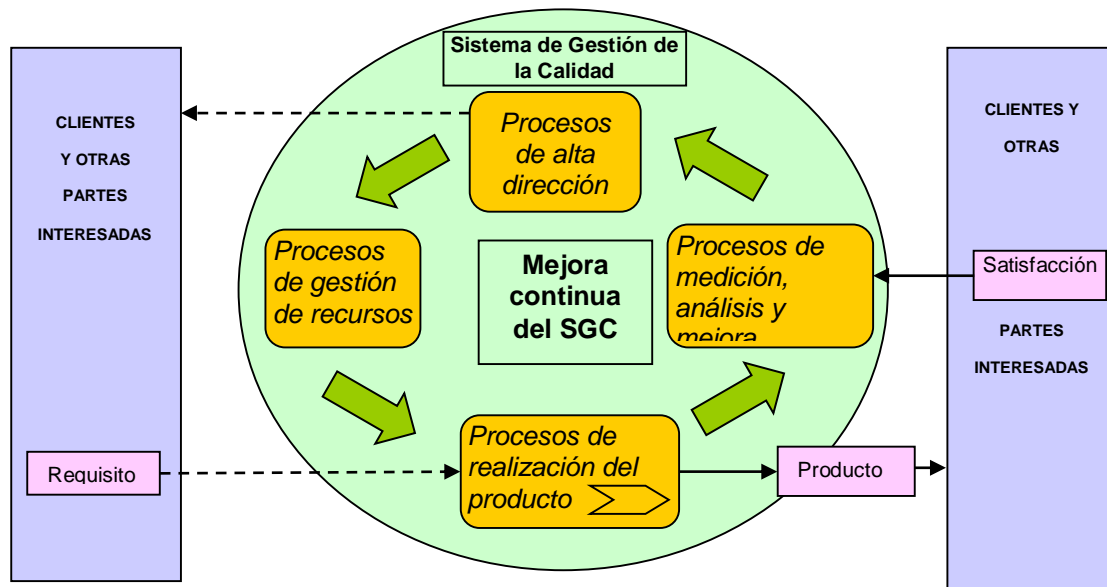 Sistema de Gestión de
la Calidad
CLIENTES
Y OTRAS
PARTES
INTERESADAS
Requisito
Procesos
de alta
dirección
Procesos
de gestión
de recursos
Mejora
continua
del SGC
Procesos de
medición,
análisis y
mejora
Procesos de
realización del
producto
Producto
CLIENTES Y
OTRAS
Satisfacción
PARTES
INTERESADAS